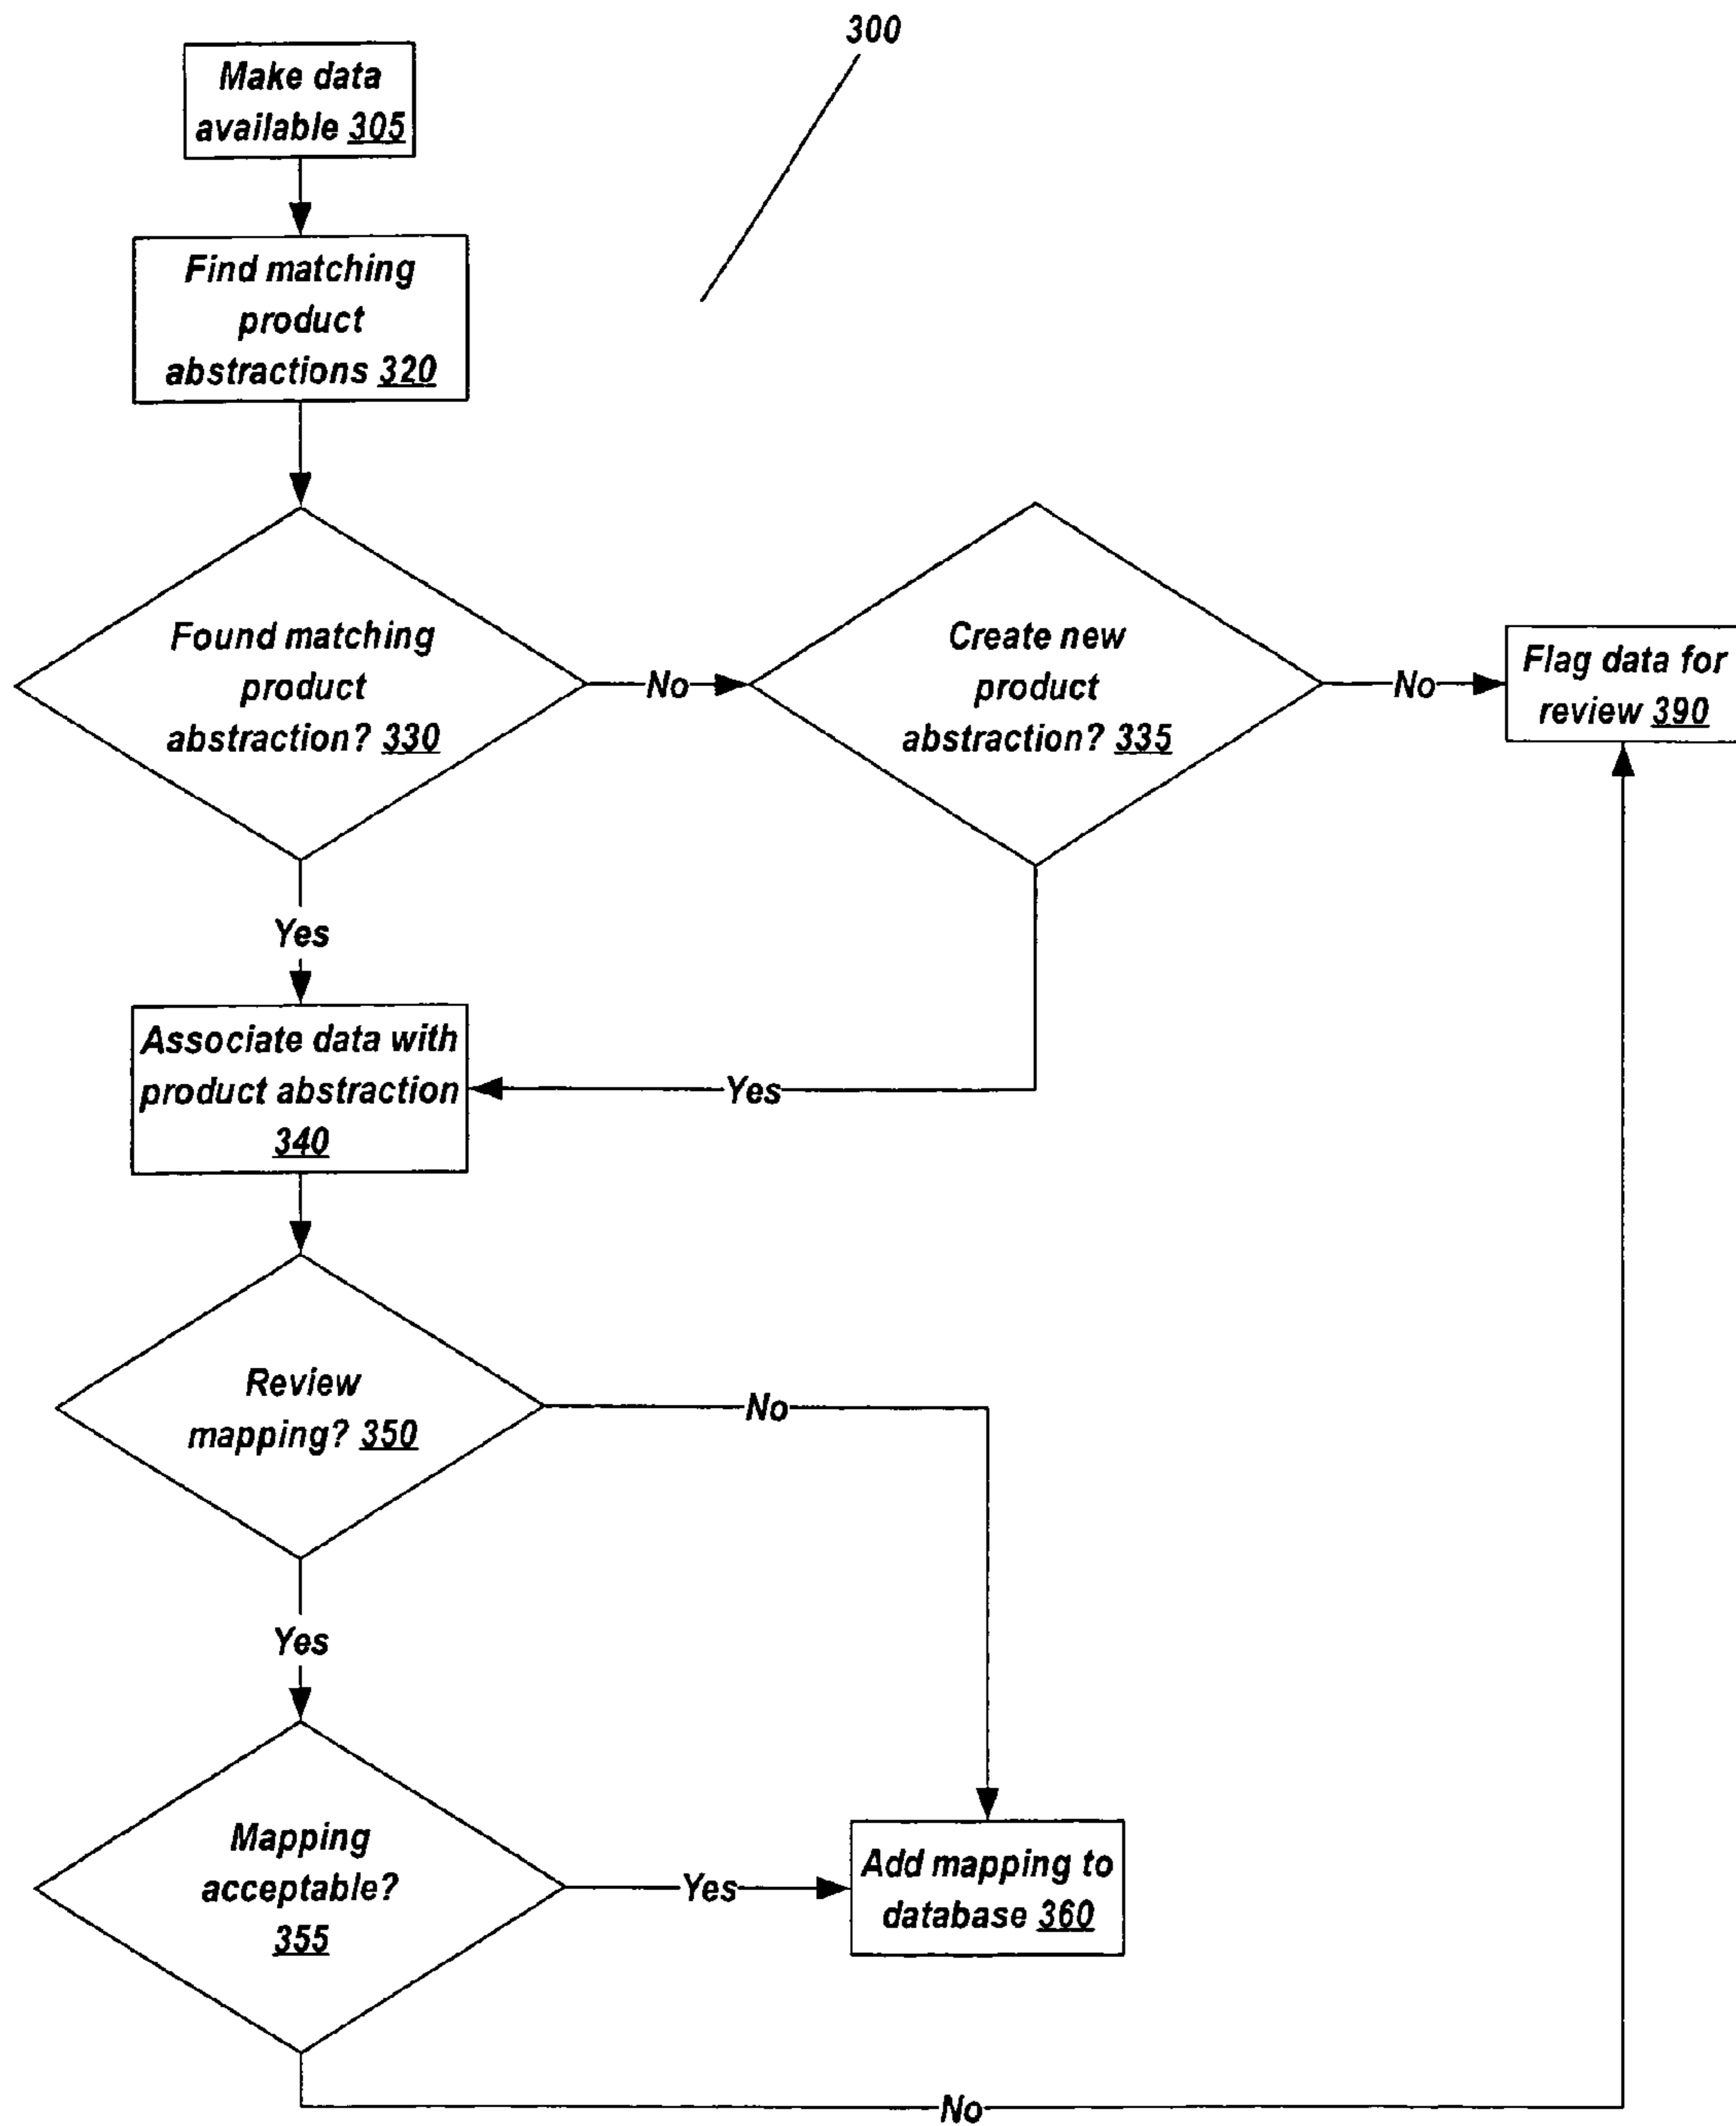 300
Make data
available 305
Find matching
product
abstractions 320
Found matching
product
abstraction? 330
No
Create new
product
abstraction? 335
No
Flag data for
review 390
Yes
Associate data with
product abstraction
340
Yes
Review
mapping? 350
No
Yes
Mapping
acceptable?
355
Yes
Add mapping to
database 360
No